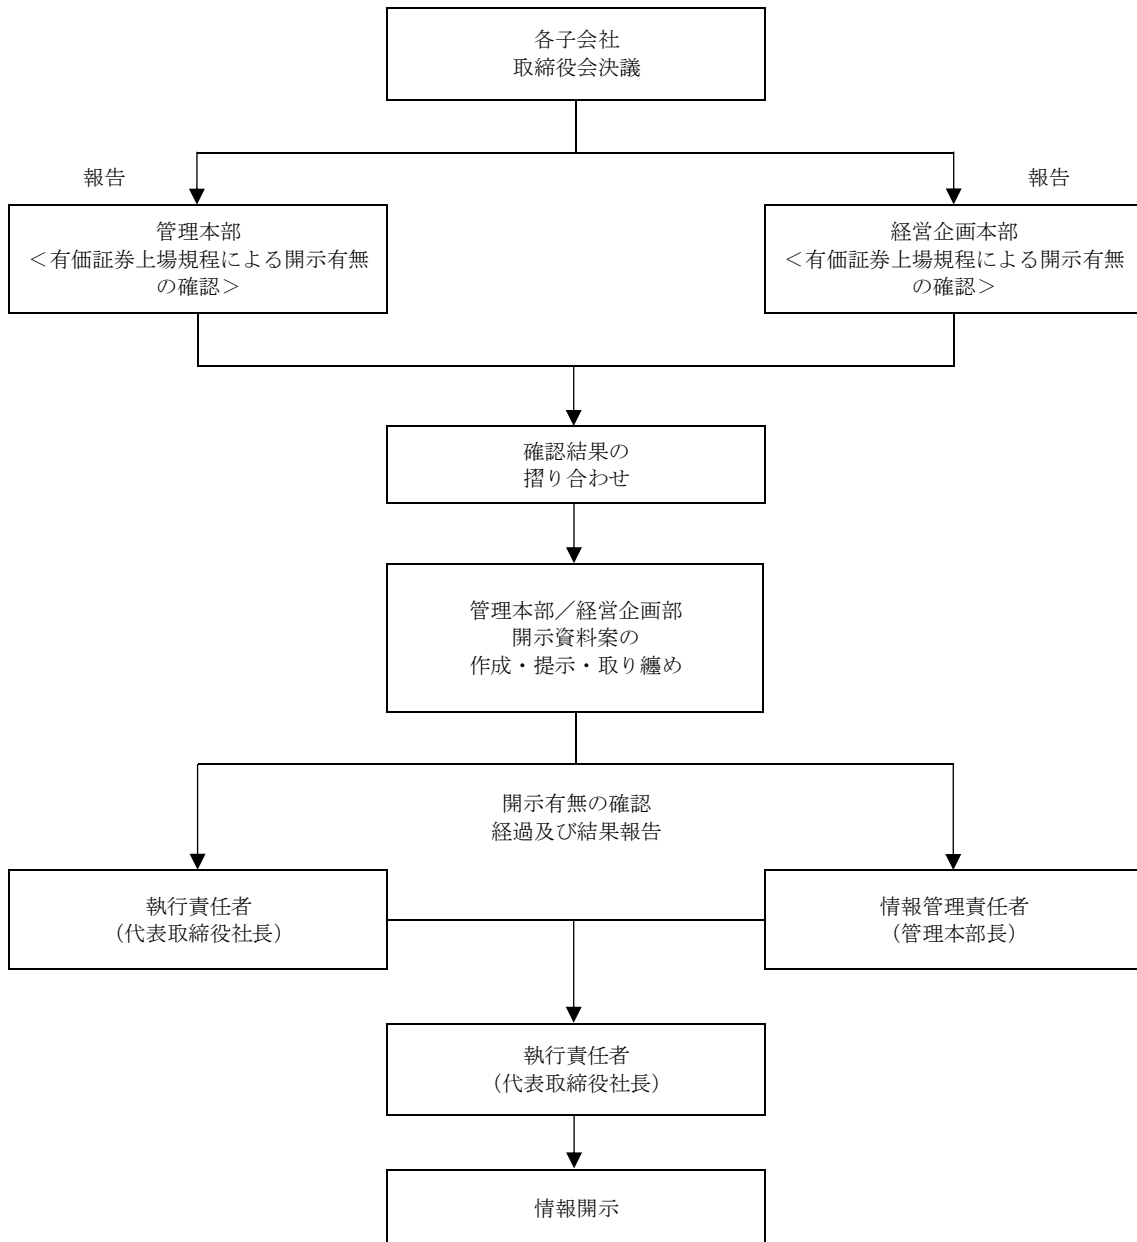 各子会社
取締役会決議
報告
報告
管理本部
＜有価証券上場規程による開示有無
の確認＞
経営企画本部
＜有価証券上場規程による開示有無
の確認＞
確認結果の
摺り合わせ
管理本部／経営企画部
開示資料案の
作成・提示・取り纏め
開示有無の確認
経過及び結果報告
執行責任者
（代表取締役社長）
情報管理責任者
（管理本部長）
執行責任者
（代表取締役社長）
情報開示